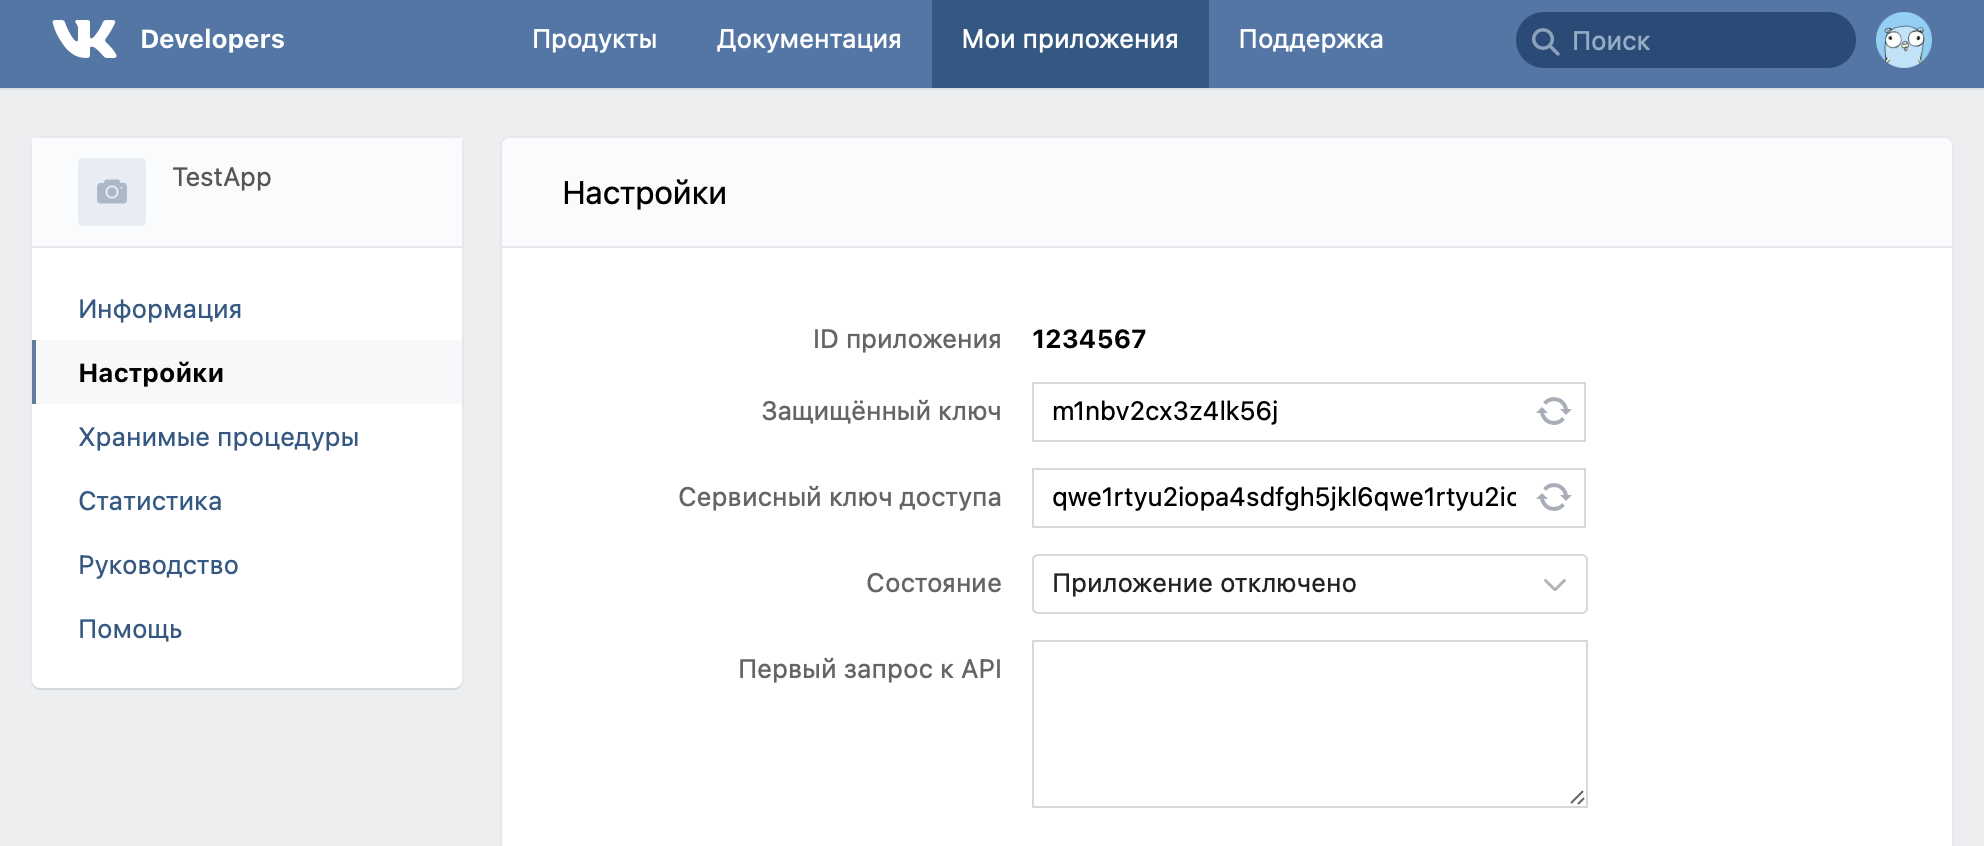 VK Developers Продукты Документация Мои приложения Поддержка Поиск
TestApp
Информация
Настройки
Хранимые процедуры
Статистика
Руководство
Помощь
Настройки
ID приложения 1234567
Защищённый ключ m1nbv2cx3z4lk56j
Сервисный ключ доступа qwe1rtyu2iopa4sdfgh5jkl6qwe1rtyu2ic
Состояние Приложение отключено
Первый запрос к API